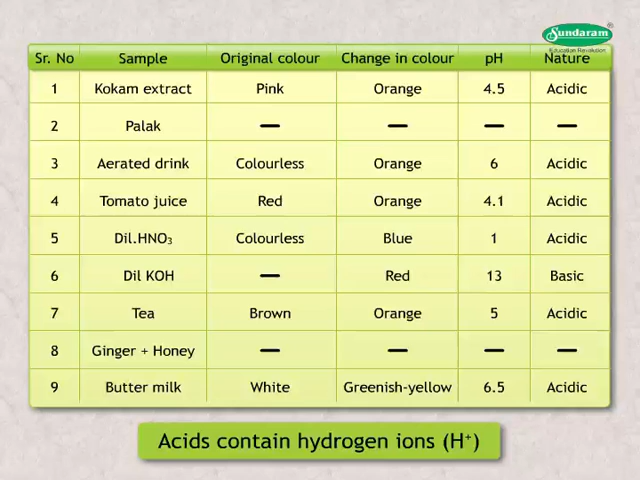 Sundaram
®
Education Revolution
Sr. No Sample Original colour Change in colour pH Nature
1 Kokam extract Pink Orange 4.5 Acidic
2 Palak — — — —
3 Aerated drink Colourless Orange 6 Acidic
4 Tomato juice Red Orange 4.1 Acidic
5 Dil.HNO₃ Colourless Blue 1 Acidic
6 Dil KOH — Red 13 Basic
7 Tea Brown Orange 5 Acidic
8 Ginger + Honey — — — —
9 Butter milk White Greenish-yellow 6.5 Acidic
Acids contain hydrogen ions (H⁺)